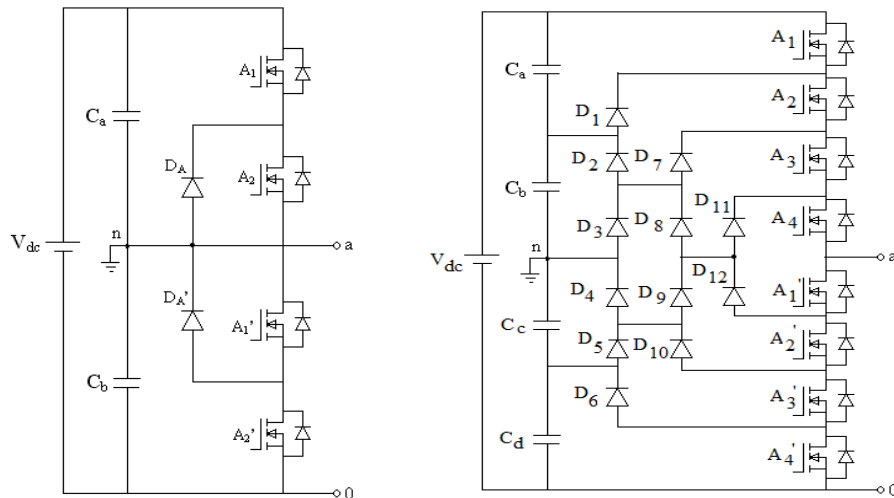 A1
Ca
DA
A2
n
a
Vdc
DA'
A1'
Cb
A2'
0
A1
Ca
A2
D1
D2
D7
A3
Cb
D11
D3
D8
A4
n
a
Vdc
D12
D4
D9
A1'
Cc
A2'
D5
D10
D6
A3'
Cd
A4'
0